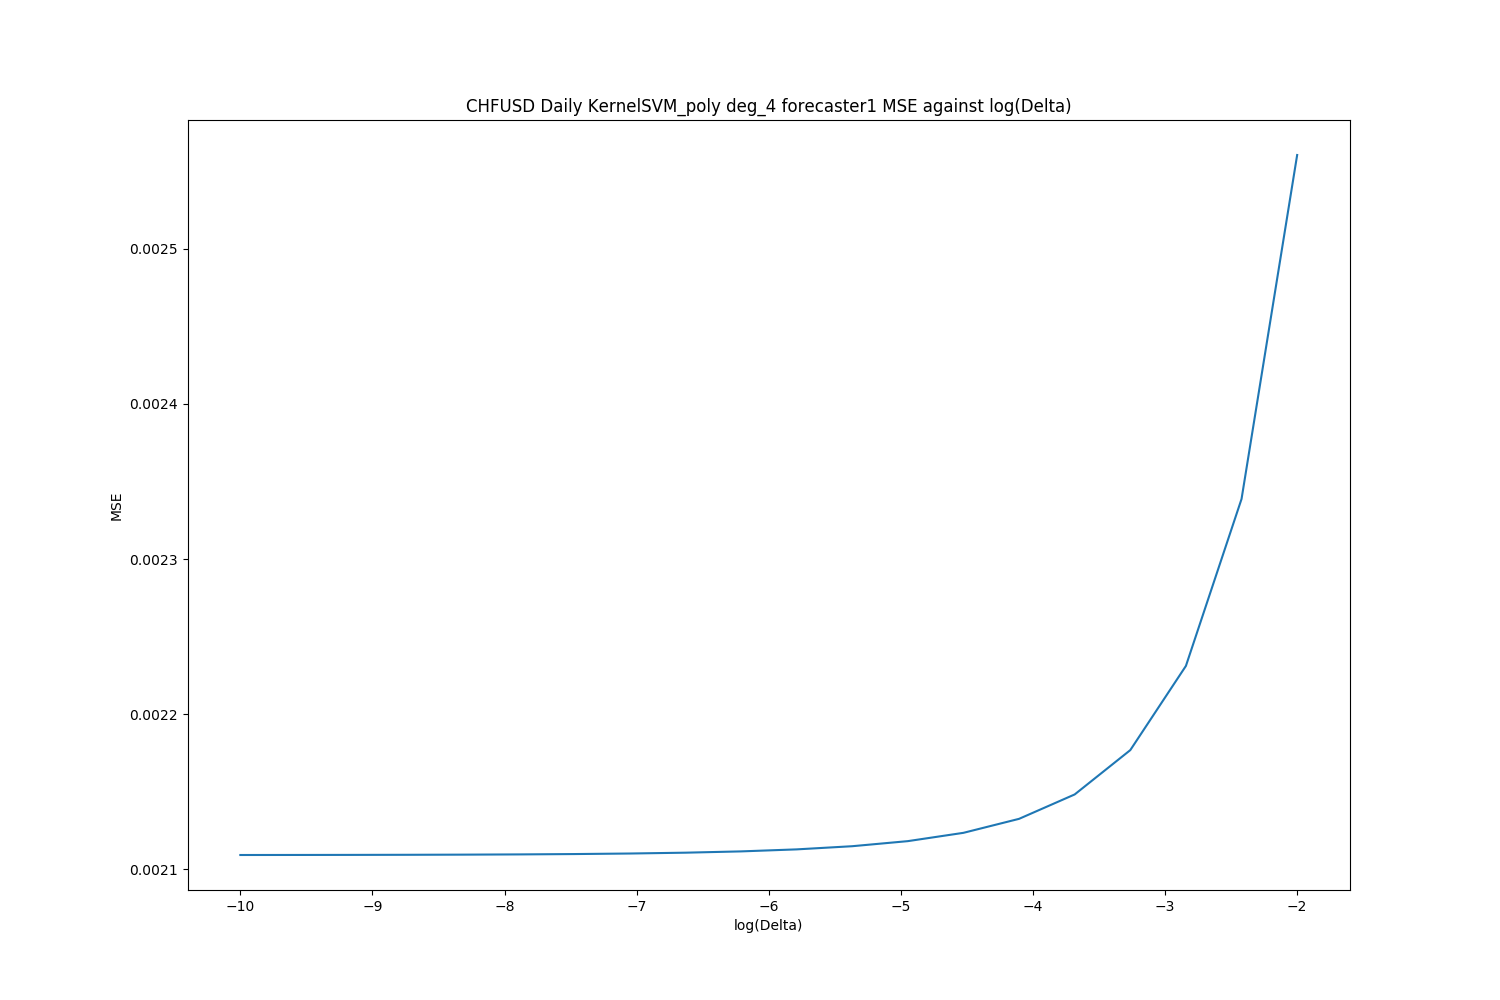 CHFUSD Daily KernelSVM_poly deg_4 forecaster1 MSE against log(Delta)
0.0025
0.0024
MSE
0.0023
0.0022
0.0021
−10 −9 −8 −7 −6 −5 −4 −3 −2
log(Delta)